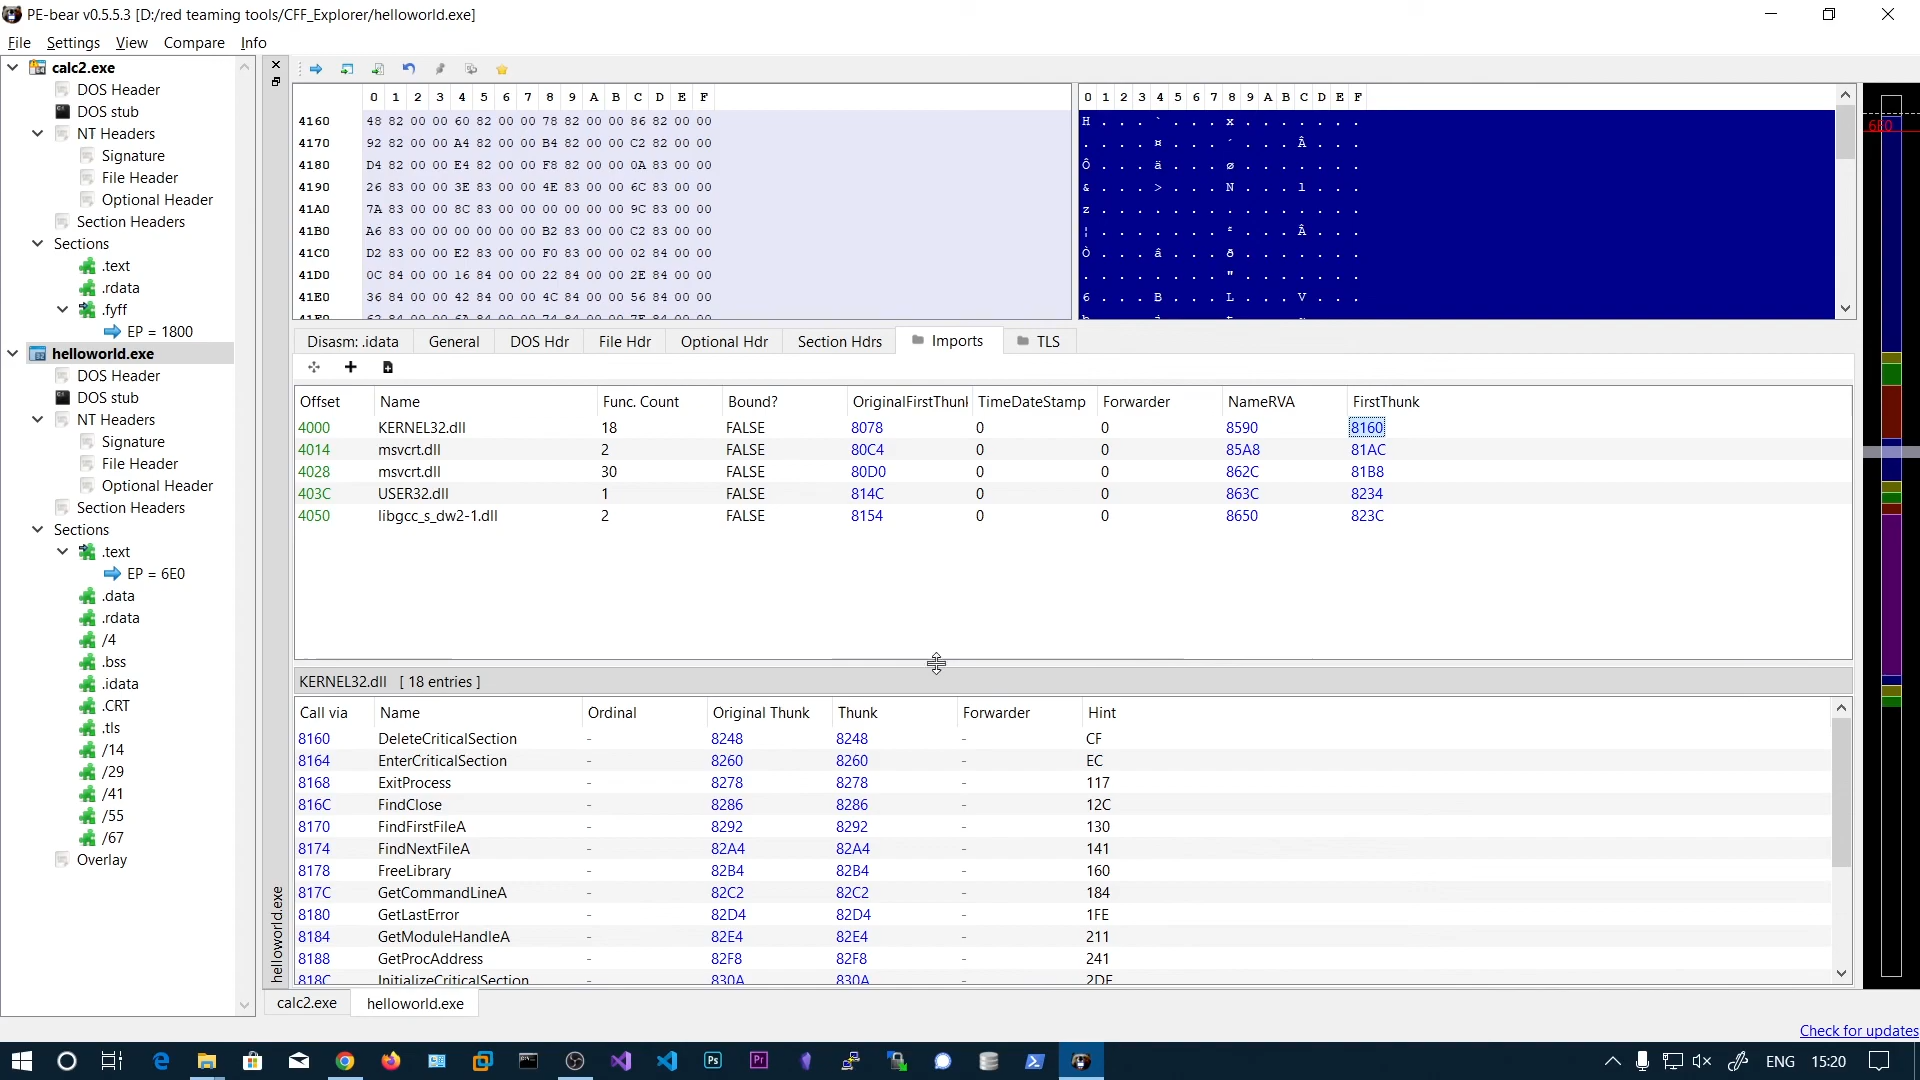 PE-bear v0.5.5.3 [D:/red teaming tools/CFF_Explorer/helloworld.exe]
File Settings View Compare Info
calc2.exe
DOS Header
DOS stub
NT Headers
Signature
File Header
Optional Header
Section Headers
Sections
.text
.rdata
.fyff
EP = 1800
helloworld.exe
DOS Header
DOS stub
NT Headers
Signature
File Header
Optional Header
Section Headers
Sections
.text
EP = 6E0
.data
.rdata
/4
.bss
.idata
.CRT
.tls
/14
/29
/41
/55
/67
Overlay
helloworld.exe
0 1 2 3 4 5 6 7 8 9 A B C D E F
4160 48 82 00 00 60 82 00 00 78 82 00 00 86 82 00 00
4170 92 82 00 00 A4 82 00 00 B4 82 00 00 C2 82 00 00
4180 D4 82 00 00 E4 82 00 00 F8 82 00 00 0A 83 00 00
4190 26 83 00 00 3E 83 00 00 4E 83 00 00 6C 83 00 00
41A0 7A 83 00 00 8C 83 00 00 00 00 00 00 9C 83 00 00
41B0 A6 83 00 00 00 00 00 00 B2 83 00 00 C2 83 00 00
41C0 D2 83 00 00 E2 83 00 00 F0 83 00 00 02 84 00 00
41D0 0C 84 00 00 16 84 00 00 22 84 00 00 2E 84 00 00
41E0 36 84 00 00 42 84 00 00 4C 84 00 00 56 84 00 00
0 1 2 3 4 5 6 7 8 9 A B C D E F
H . . . ` . . . x . . . . . . .
. . . . ¤ . . . ´ . . . Â . . .
Ô . . . ä . . . ø . . . . . . .
& . . . > . . . N . . . l . . .
z . . . . . . . . . . . . . . .
¦ . . . . . . . ² . . . Â . . .
Ò . . . â . . . ð . . . . . . .
. . . . . . . . " . . . . . . .
6 . . . B . . . L . . . V . . .
6E0
Disasm: .idata General DOS Hdr File Hdr Optional Hdr Section Hdrs Imports TLS
Offset Name Func. Count Bound? OriginalFirstThunk TimeDateStamp Forwarder NameRVA FirstThunk
4000 KERNEL32.dll 18 FALSE 8078 0 0 8590 8160
4014 msvcrt.dll 2 FALSE 80C4 0 0 85A8 81AC
4028 msvcrt.dll 30 FALSE 80D0 0 0 862C 81B8
403C USER32.dll 1 FALSE 814C 0 0 863C 8234
4050 libgcc_s_dw2-1.dll 2 FALSE 8154 0 0 8650 823C
KERNEL32.dll [ 18 entries ]
Call via Name Ordinal Original Thunk Thunk Forwarder Hint
8160 DeleteCriticalSection - 8248 8248 - CF
8164 EnterCriticalSection - 8260 8260 - EC
8168 ExitProcess - 8278 8278 - 117
816C FindClose - 8286 8286 - 12C
8170 FindFirstFileA - 8292 8292 - 130
8174 FindNextFileA - 82A4 82A4 - 141
8178 FreeLibrary - 82B4 82B4 - 160
817C GetCommandLineA - 82C2 82C2 - 184
8180 GetLastError - 82D4 82D4 - 1FE
8184 GetModuleHandleA - 82E4 82E4 - 211
8188 GetProcAddress - 82F8 82F8 - 241
818C InitializeCriticalSection - 830A 830A - 2DE
calc2.exe helloworld.exe
Check for updates
Ps Pr
ENG 15:20